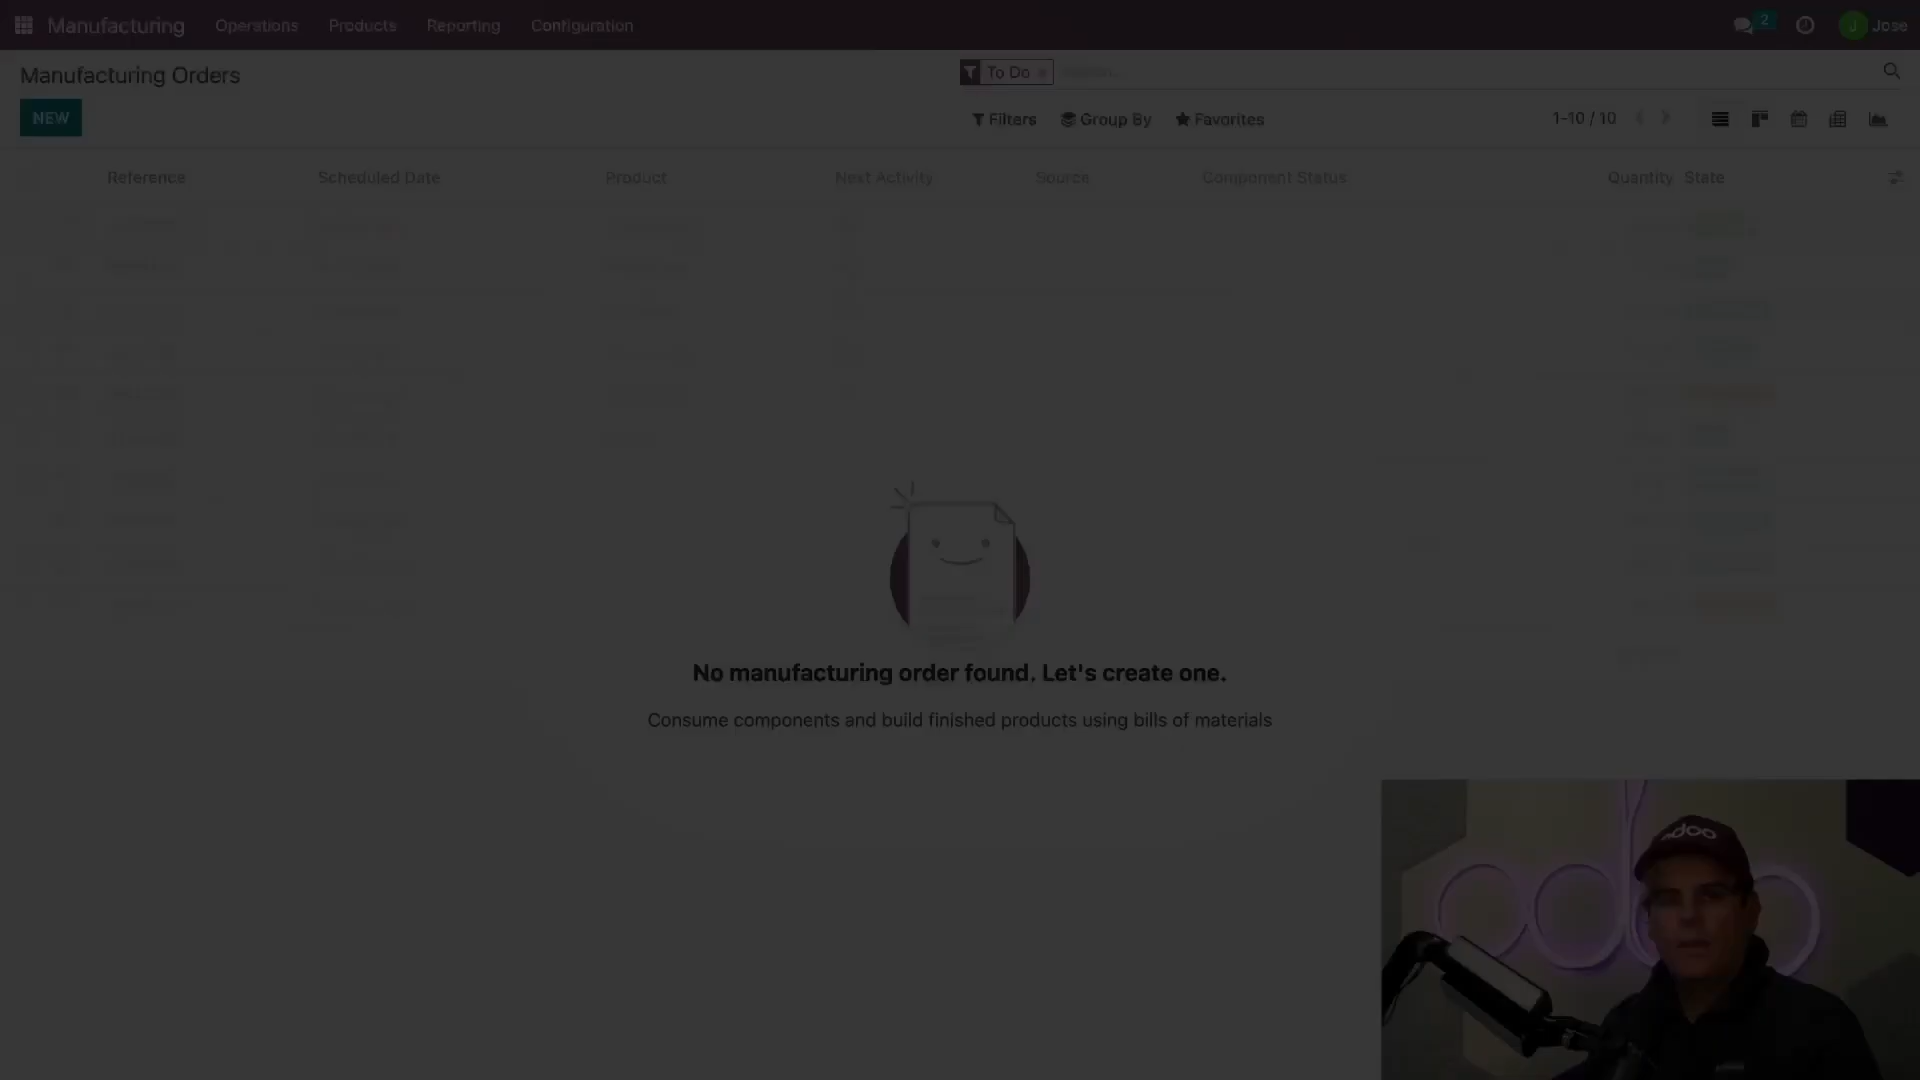 Manufacturing Operations Products Reporting Configuration 2 J Jose
Manufacturing Orders To Do
NEW Filters Group By Favorites 1-10 / 10
Reference Scheduled Date Product Next Activity Source Component Status Quantity State
No manufacturing order found. Let's create one.
Consume components and build finished products using bills of materials
odoo